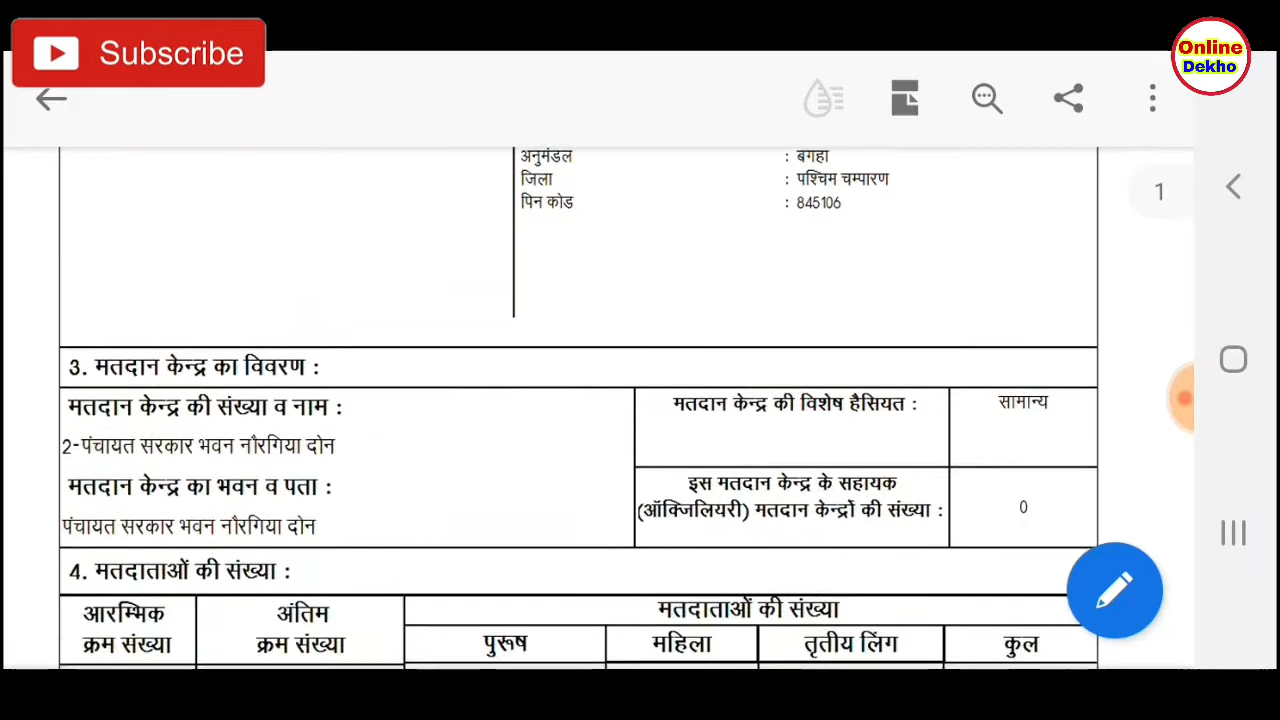 Subscribe
Online
Dekho
अनुमंडल : बगहा
जिला : पश्चिम चम्पारण
पिन कोड : 845106
1
3. मतदान केन्द्र का विवरण :
मतदान केन्द्र की संख्या व नाम :
2-पंचायत सरकार भवन नौरगिया दोन
मतदान केन्द्र का भवन व पता :
पंचायत सरकार भवन नौरगिया दोन
मतदान केन्द्र की विशेष हैसियत : सामान्य
इस मतदान केन्द्र के सहायक
(ऑक्जिलियरी) मतदान केन्द्रों की संख्या : 0
4. मतदाताओं की संख्या :
आरम्भिक
क्रम संख्या
अंतिम
क्रम संख्या
मतदाताओं की संख्या
पुरूष महिला तृतीय लिंग कुल